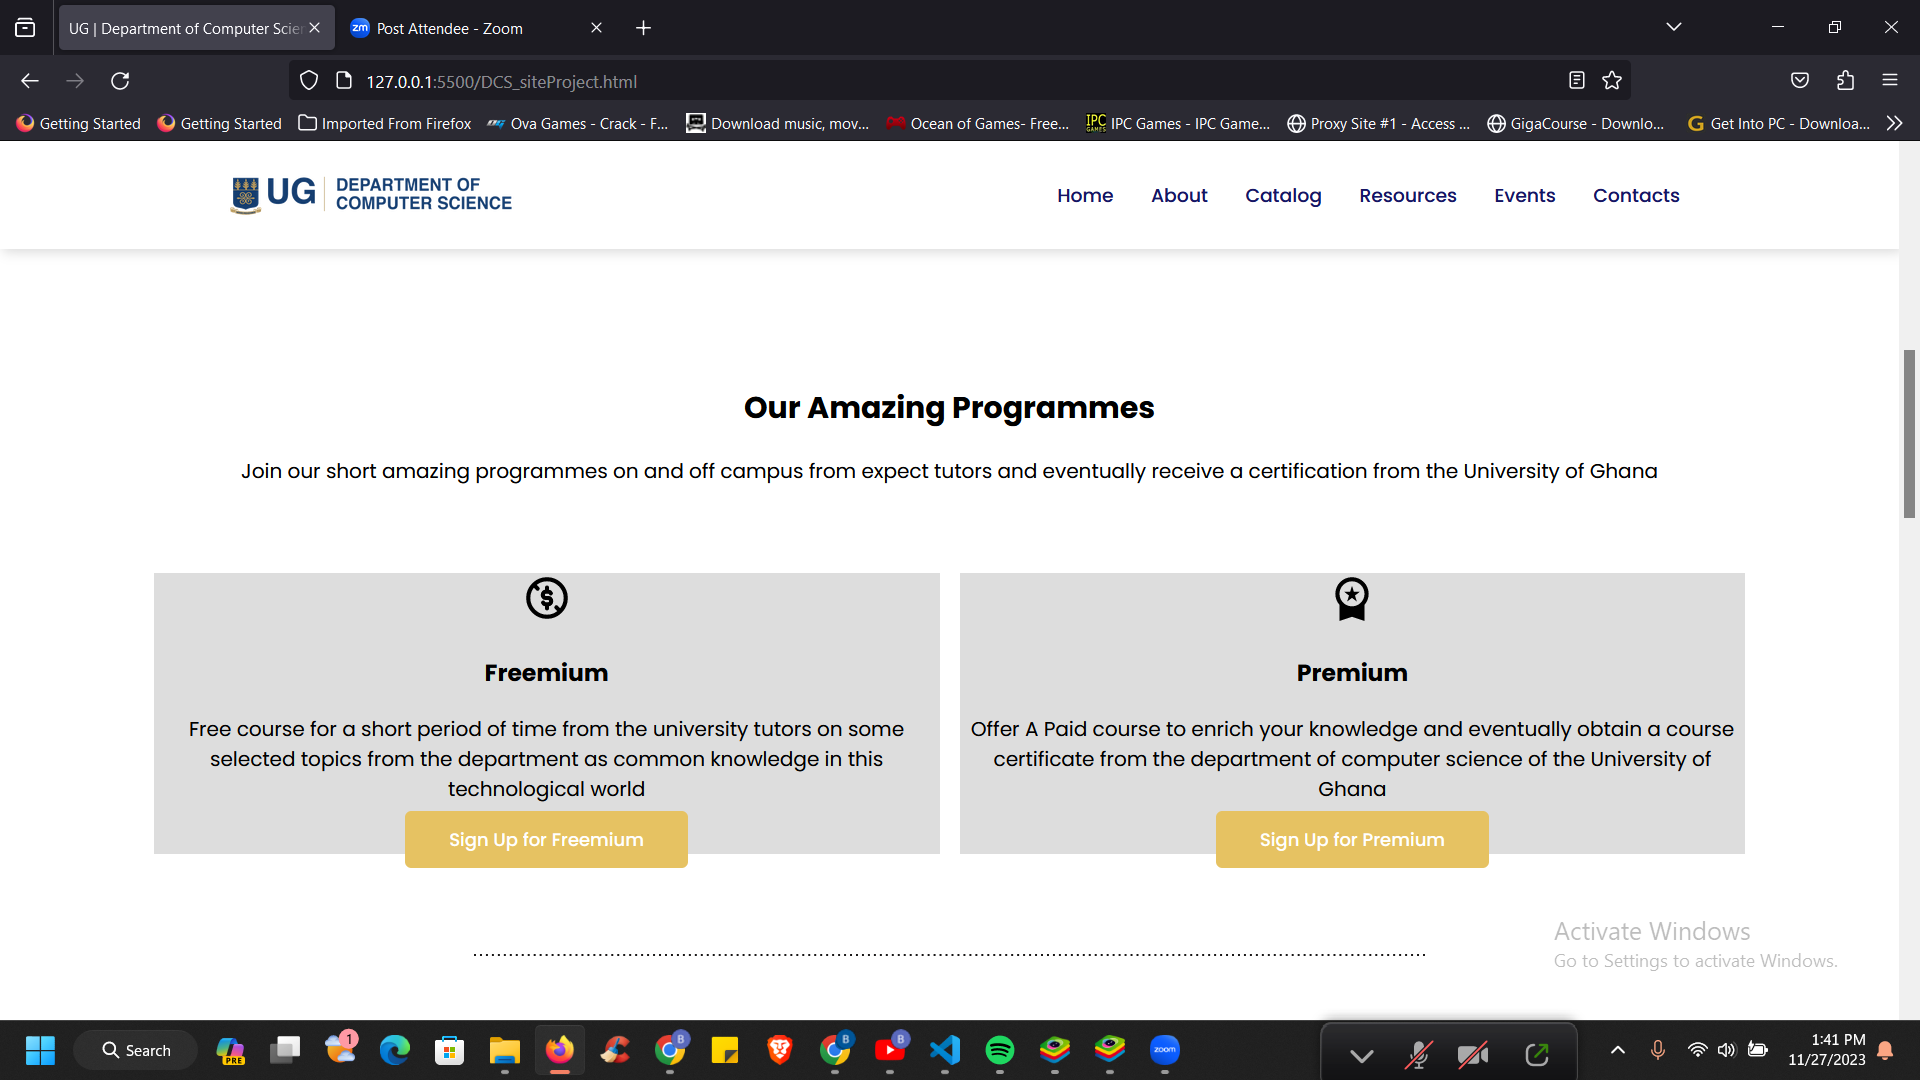 UG | Department of Computer Scien
zm Post Attendee - Zoom
127.0.0.1:5500/DCS_siteProject.html
Getting Started
Getting Started
Imported From Firefox
Ova Games - Crack - F...
Download music, mov...
Ocean of Games- Free...
IPC GAMES IPC Games - IPC Game...
Proxy Site #1 - Access ...
GigaCourse - Downlo...
G Get Into PC - Downloa...
UG
DEPARTMENT OF
COMPUTER SCIENCE
Home
About
Catalog
Resources
Events
Contacts
Our Amazing Programmes
Join our short amazing programmes on and off campus from expect tutors and eventually receive a certification from the University of Ghana
Freemium
Free course for a short period of time from the university tutors on some
selected topics from the department as common knowledge in this
technological world
Sign Up for Freemium
Premium
Offer A Paid course to enrich your knowledge and eventually obtain a course
certificate from the department of computer science of the University of
Ghana
Sign Up for Premium
Activate Windows
Go to Settings to activate Windows.
Search
PRE
1
B
B
B
zoom
1:41 PM
11/27/2023